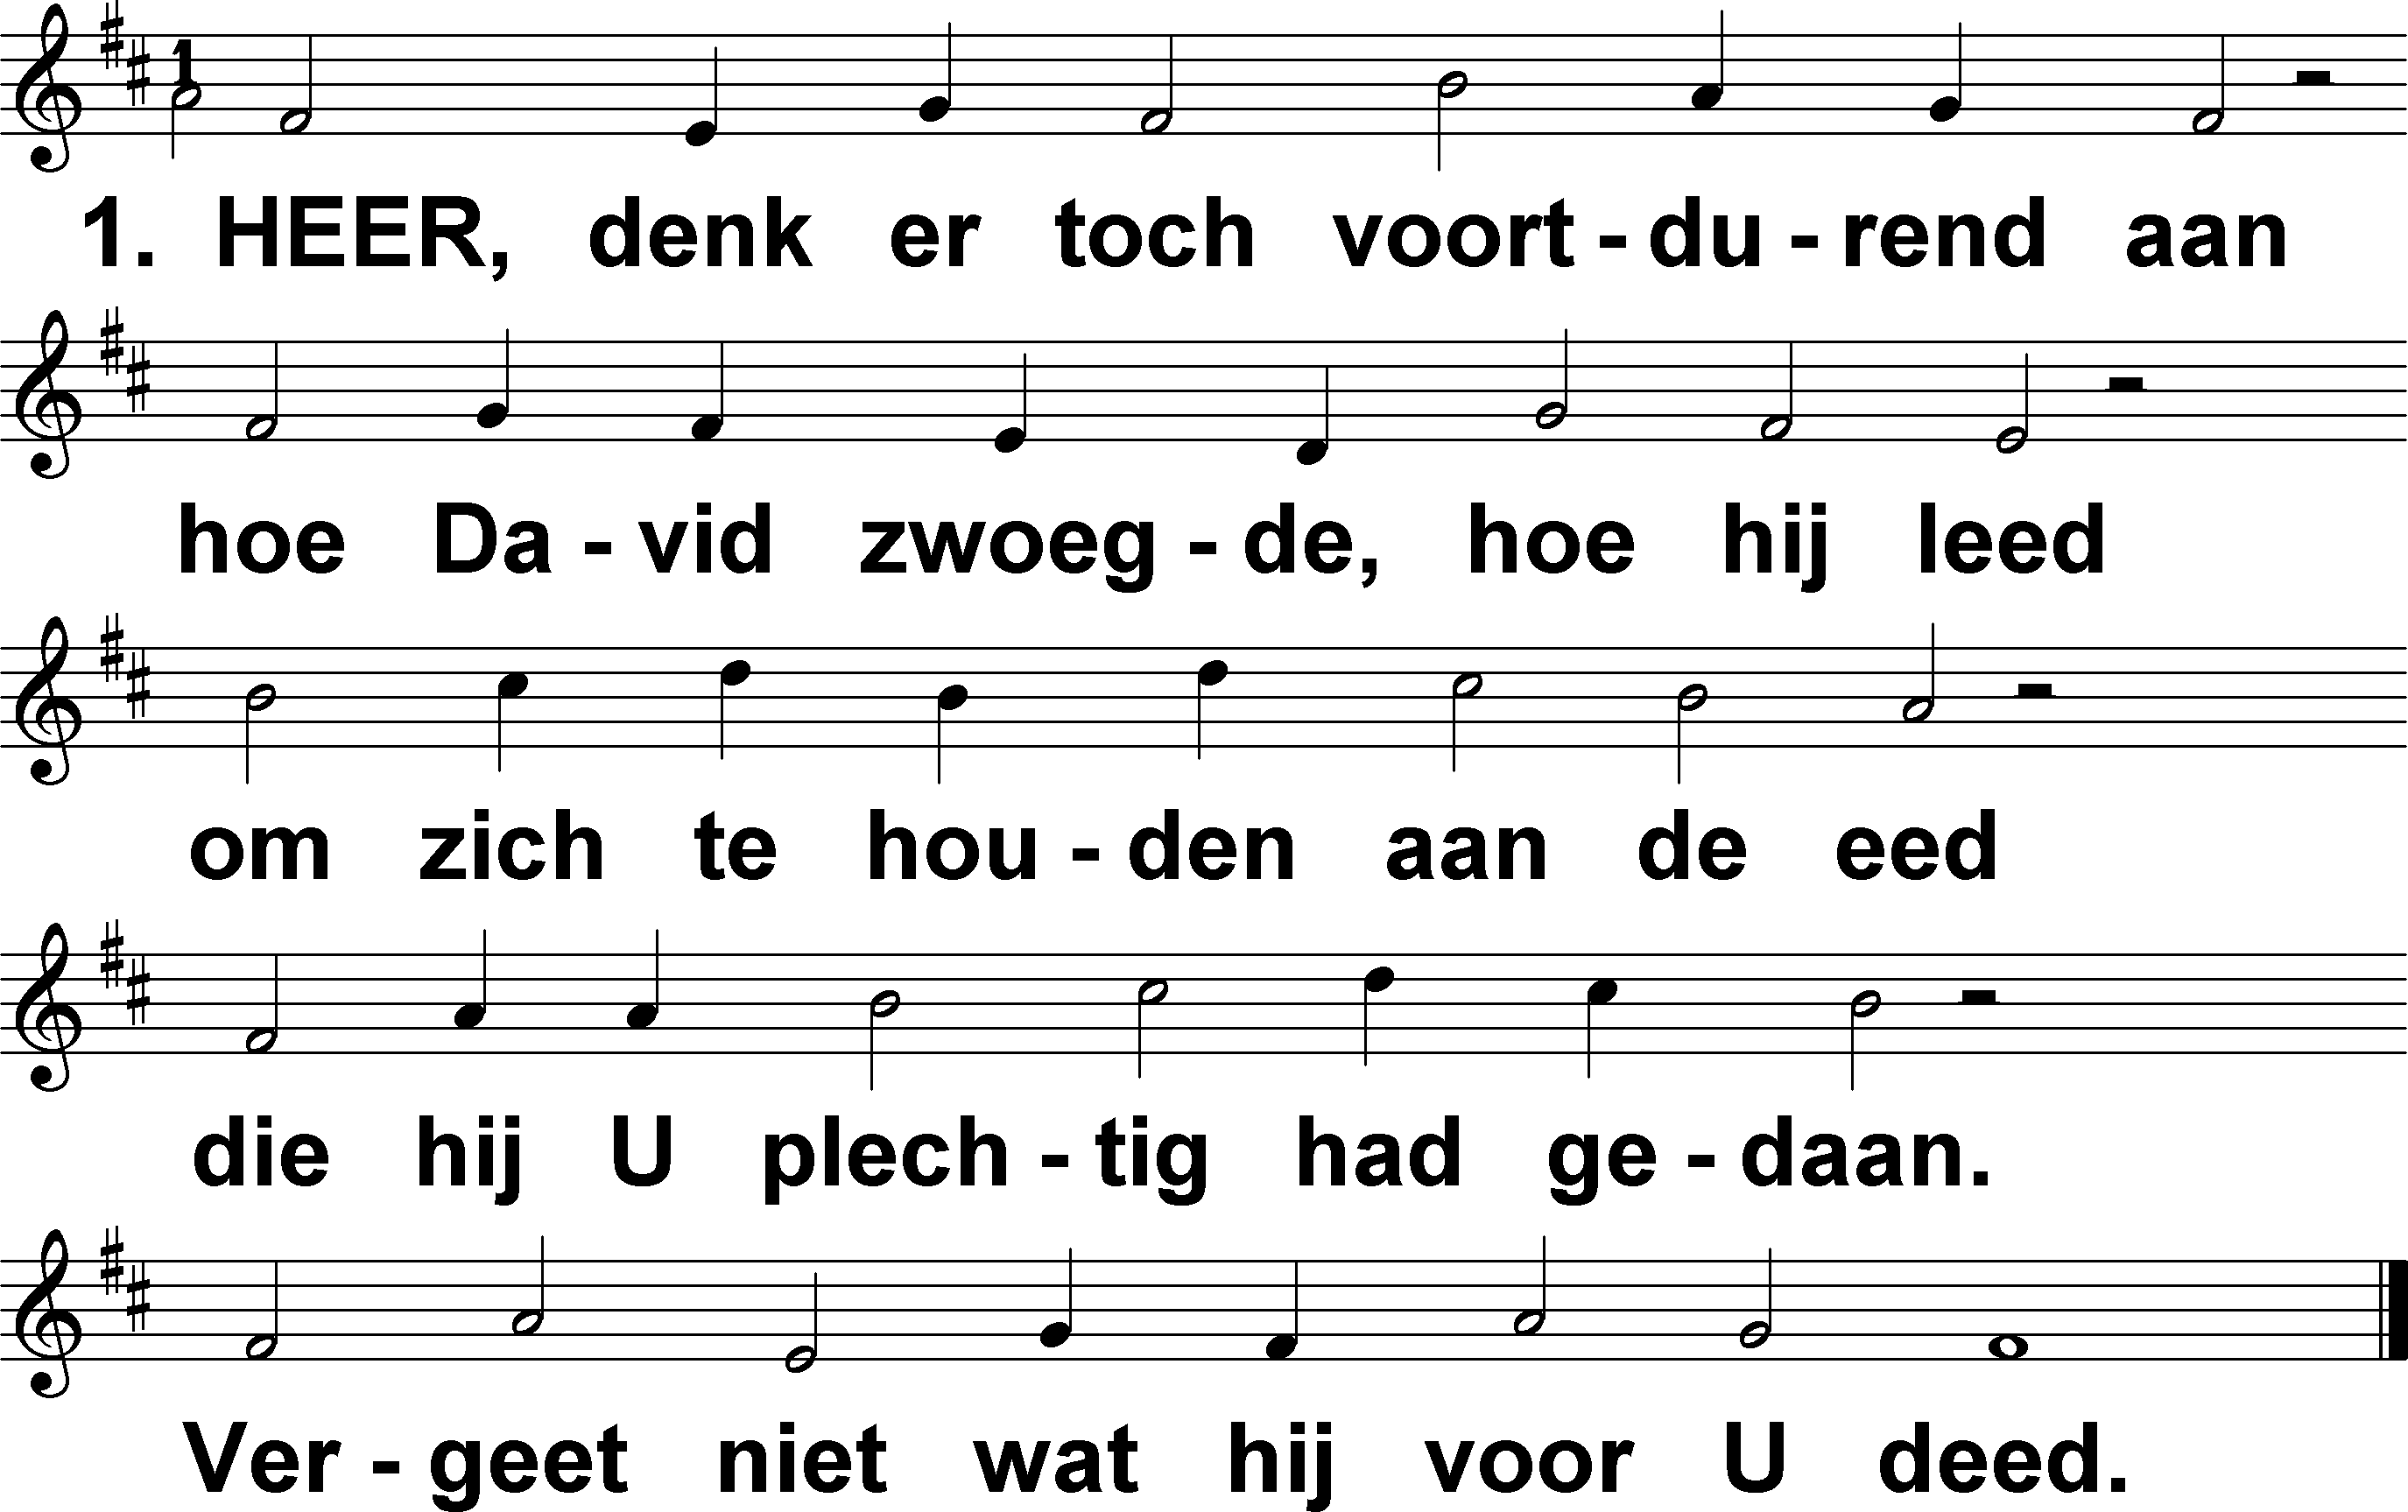 1
1. HEER, denk er toch voort - du - rend aan
hoe Da - vid zwoeg - de, hoe hij leed
om zich te hou - den aan de eed
die hij U plech - tig had ge - daan.
Ver - geet niet wat hij voor U deed.